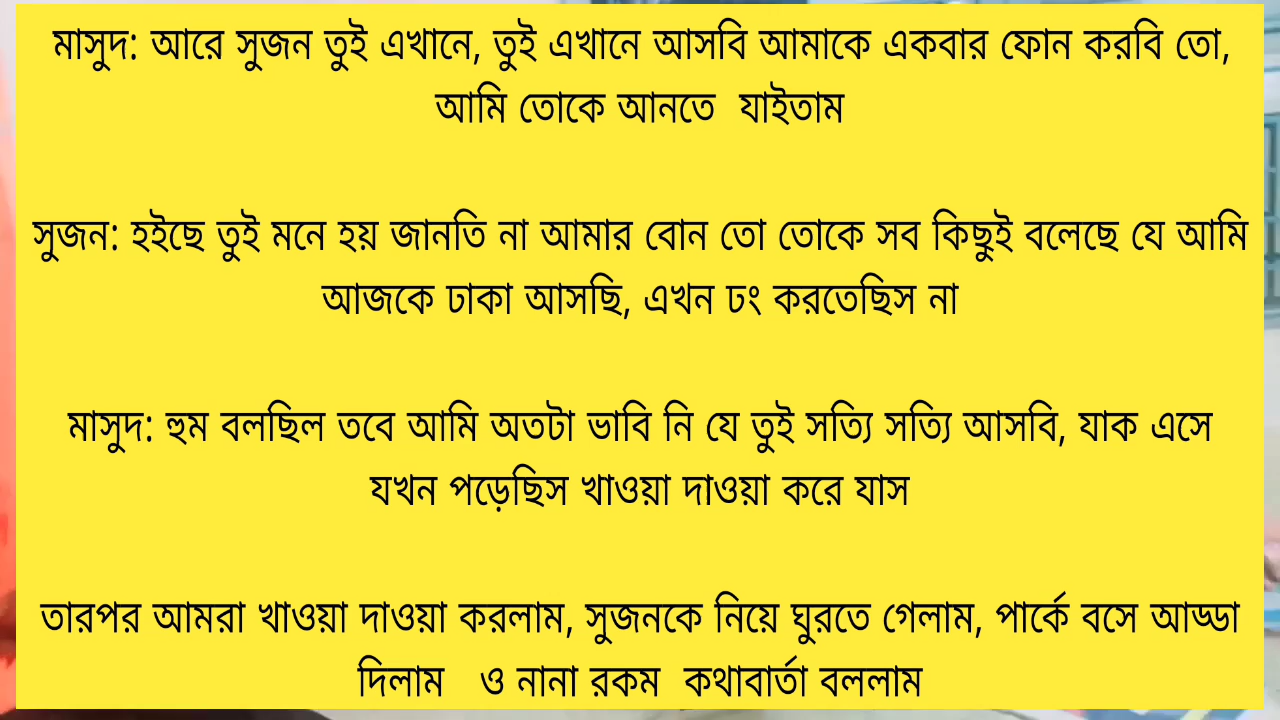 মাসুদ: আরে সুজন তুই এখানে, তুই এখানে আসবি আমাকে একবার ফোন করবি তো,
আমি তোকে আনতে যাইতাম
সুজন: হইছে তুই মনে হয় জানতি না আমার বোন তো তোকে সব কিছুই বলেছে যে আমি
আজকে ঢাকা আসছি, এখন ঢং করতেছিস না
মাসুদ: হুম বলছিল তবে আমি অতটা ভাবি নি যে তুই সত্যি সত্যি আসবি, যাক এসে
যখন পড়েছিস খাওয়া দাওয়া করে যাস
তারপর আমরা খাওয়া দাওয়া করলাম, সুজনকে নিয়ে ঘুরতে গেলাম, পার্কে বসে আড্ডা
দিলাম ও নানা রকম কথাবার্তা বললাম